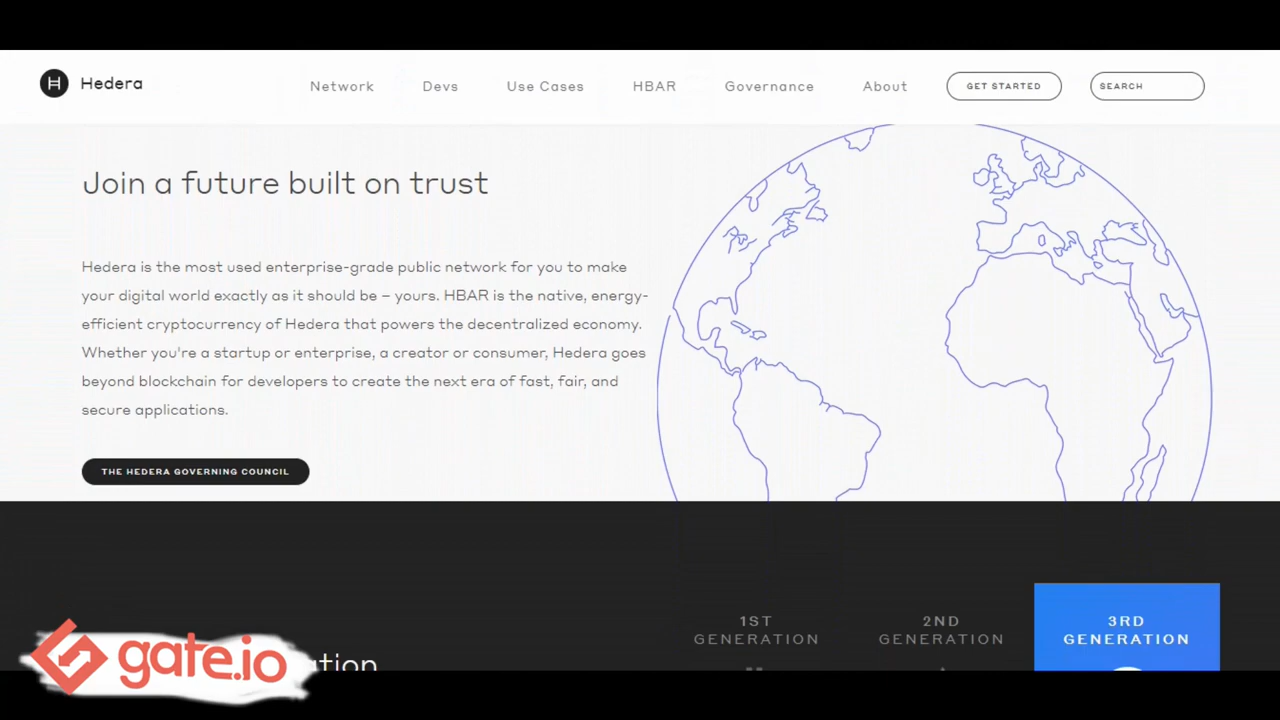 Hedera
Network
Devs
Use Cases
HBAR
Governance
About
GET STARTED
SEARCH
Join a future built on trust
Hedera is the most used enterprise-grade public network for you to make
your digital world exactly as it should be – yours. HBAR is the native, energy-
efficient cryptocurrency of Hedera that powers the decentralized economy.
Whether you're a startup or enterprise, a creator or consumer, Hedera goes
beyond blockchain for developers to create the next era of fast, fair, and
secure applications.
THE HEDERA GOVERNING COUNCIL
1ST
GENERATION
2ND
GENERATION
3RD
GENERATION
gate.io